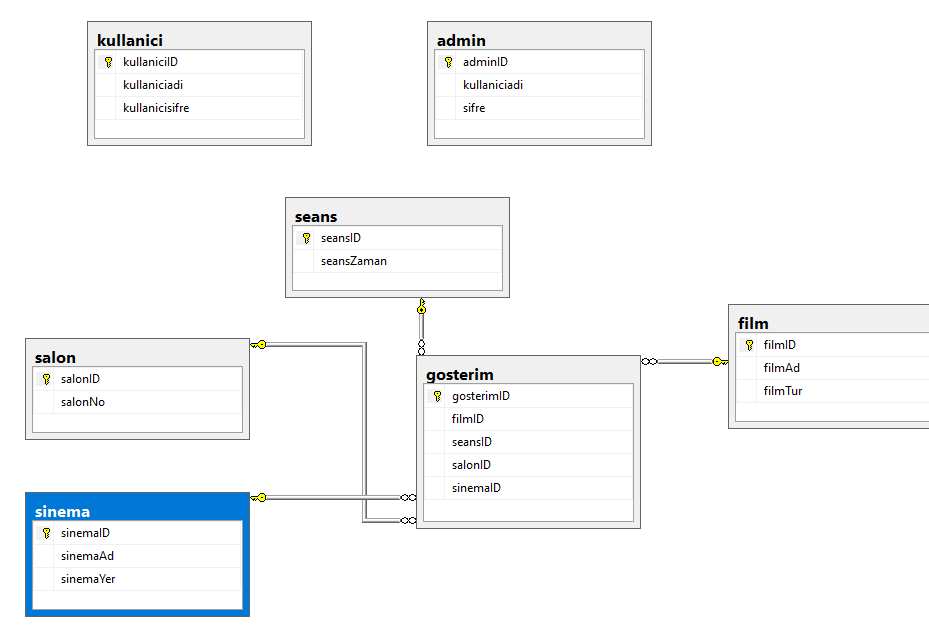 kullanici
kullaniciID
kullaniciadi
kullanicisifre
admin
adminID
kullaniciadi
sifre
seans
seansID
seansZaman
film
filmID
filmAd
filmTur
salon
salonID
salonNo
gosterim
gosterimID
filmID
seansID
salonID
sinemaID
sinema
sinemaID
sinemaAd
sinemaYer